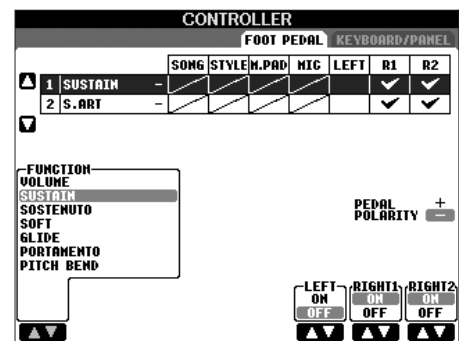 CONTROLLER
FOOT PEDAL KEYBOARD/PANEL
SONG STYLE M.PAD MIC LEFT R1 R2
1 SUSTAIN –
2 S.ART –
FUNCTION
VOLUME
SUSTAIN
SOSTENUTO
SOFT
GLIDE
PORTAMENTO
PITCH BEND
PEDAL POLARITY + –
LEFT RIGHT1 RIGHT2
ON ON ON
OFF OFF OFF